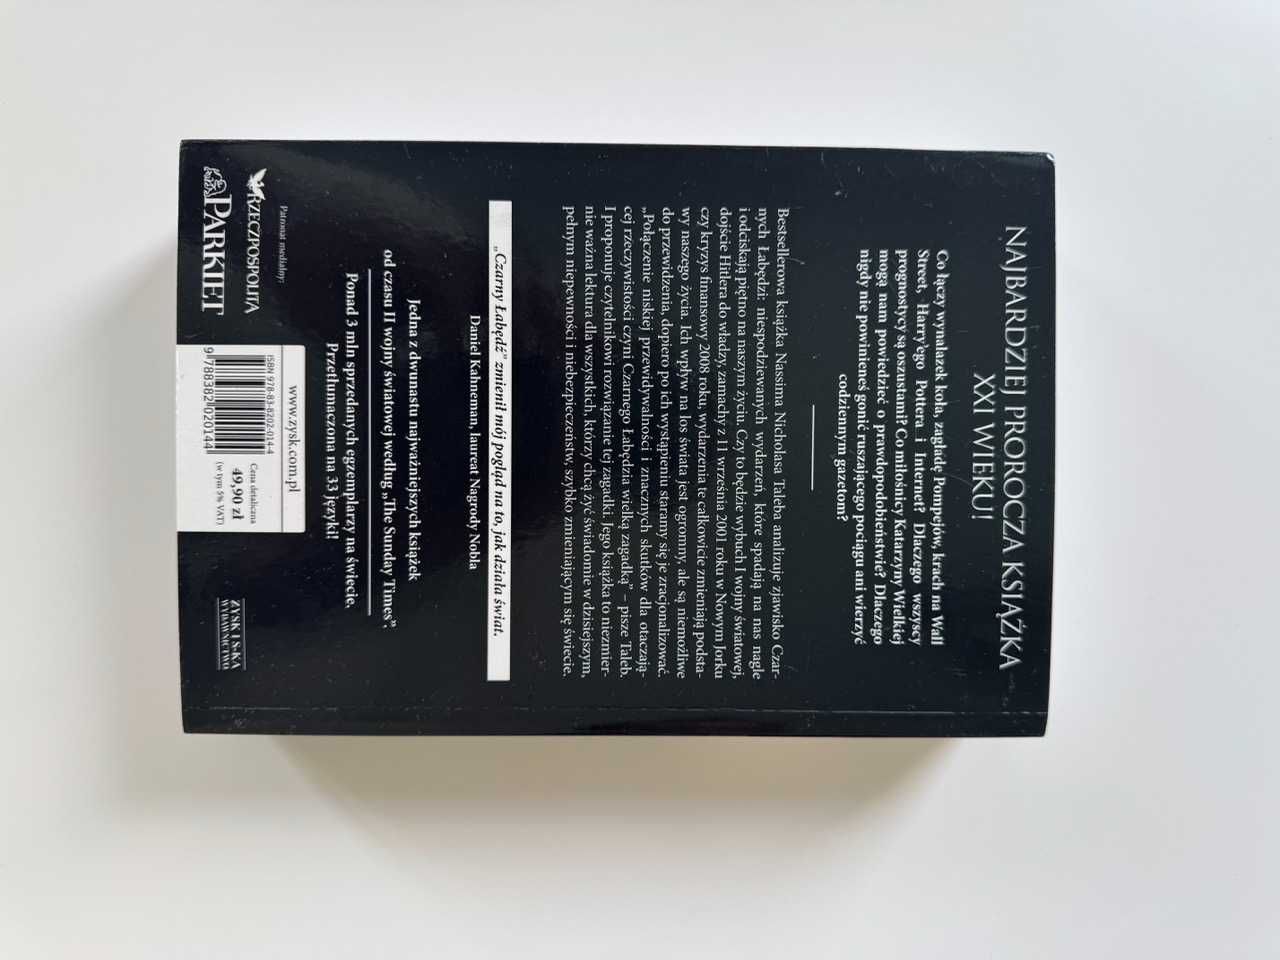 NAJBARDZIEJ PROROCZA KSIĄŻKA
XXI WIEKU!
Co łączy wynalazek koła, zagładę Pompejów, krach na Wall
Street, Harry'ego Pottera i Internet? Dlaczego wszyscy
prognostycy są oszustami? Co miłośnicy Katarzyny Wielkiej
mogą nam powiedzieć o prawdopodobieństwie? Dlaczego
nigdy nie powinieneś gonić ruszającego pociągu ani wierzyć
codziennym gazetom?
Bestsellerowa książka Nassima Nicholasa Taleba analizuje zjawisko Czar-
nych Łabędzi: niespodziewanych wydarzeń, które spadają na nas nagle
i odciskają piętno na naszym życiu. Czy to będzie wybuch I wojny światowej,
dojście Hitlera do władzy, zamachy z 11 września 2001 roku w Nowym Jorku
czy kryzys finansowy 2008 roku, wydarzenia te całkowicie zmieniają podsta-
wy naszego życia. Ich wpływ na los świata jest ogromny, ale są niemożliwe
do przewidzenia, dopiero po ich wystąpieniu staramy się je zracjonalizować.
„Połączenie niskiej przewidywalności i znacznych skutków dla otaczają-
cej rzeczywistości czyni Czarnego Łabędzia wielką zagadką” – pisze Taleb.
I proponuje czytelnikowi rozwiązanie tej zagadki. Jego książka to niezmier-
nie ważna lektura dla wszystkich, którzy chcą żyć świadomie w dzisiejszym,
pełnym niepewności i niebezpieczeństw, szybko zmieniającym się świecie.
„Czarny Łabędź” zmienił mój pogląd na to, jak działa świat.
Daniel Kahneman, laureat Nagrody Nobla
Jedna z dwunastu najważniejszych książek
od czasu II wojny światowej według „The Sunday Times”.
Ponad 3 mln sprzedanych egzemplarzy na świecie.
Przetłumaczona na 33 języki!
Patronat medialny:
RZECZPOSPOLITA
PARKIET
www.zysk.com.pl
ISBN 978-83-8202-014-4
9 788382 020144
Cena detaliczna
49,90 zł
(w tym 5% VAT)
ZYSK I S-KA
WYDAWNICTWO